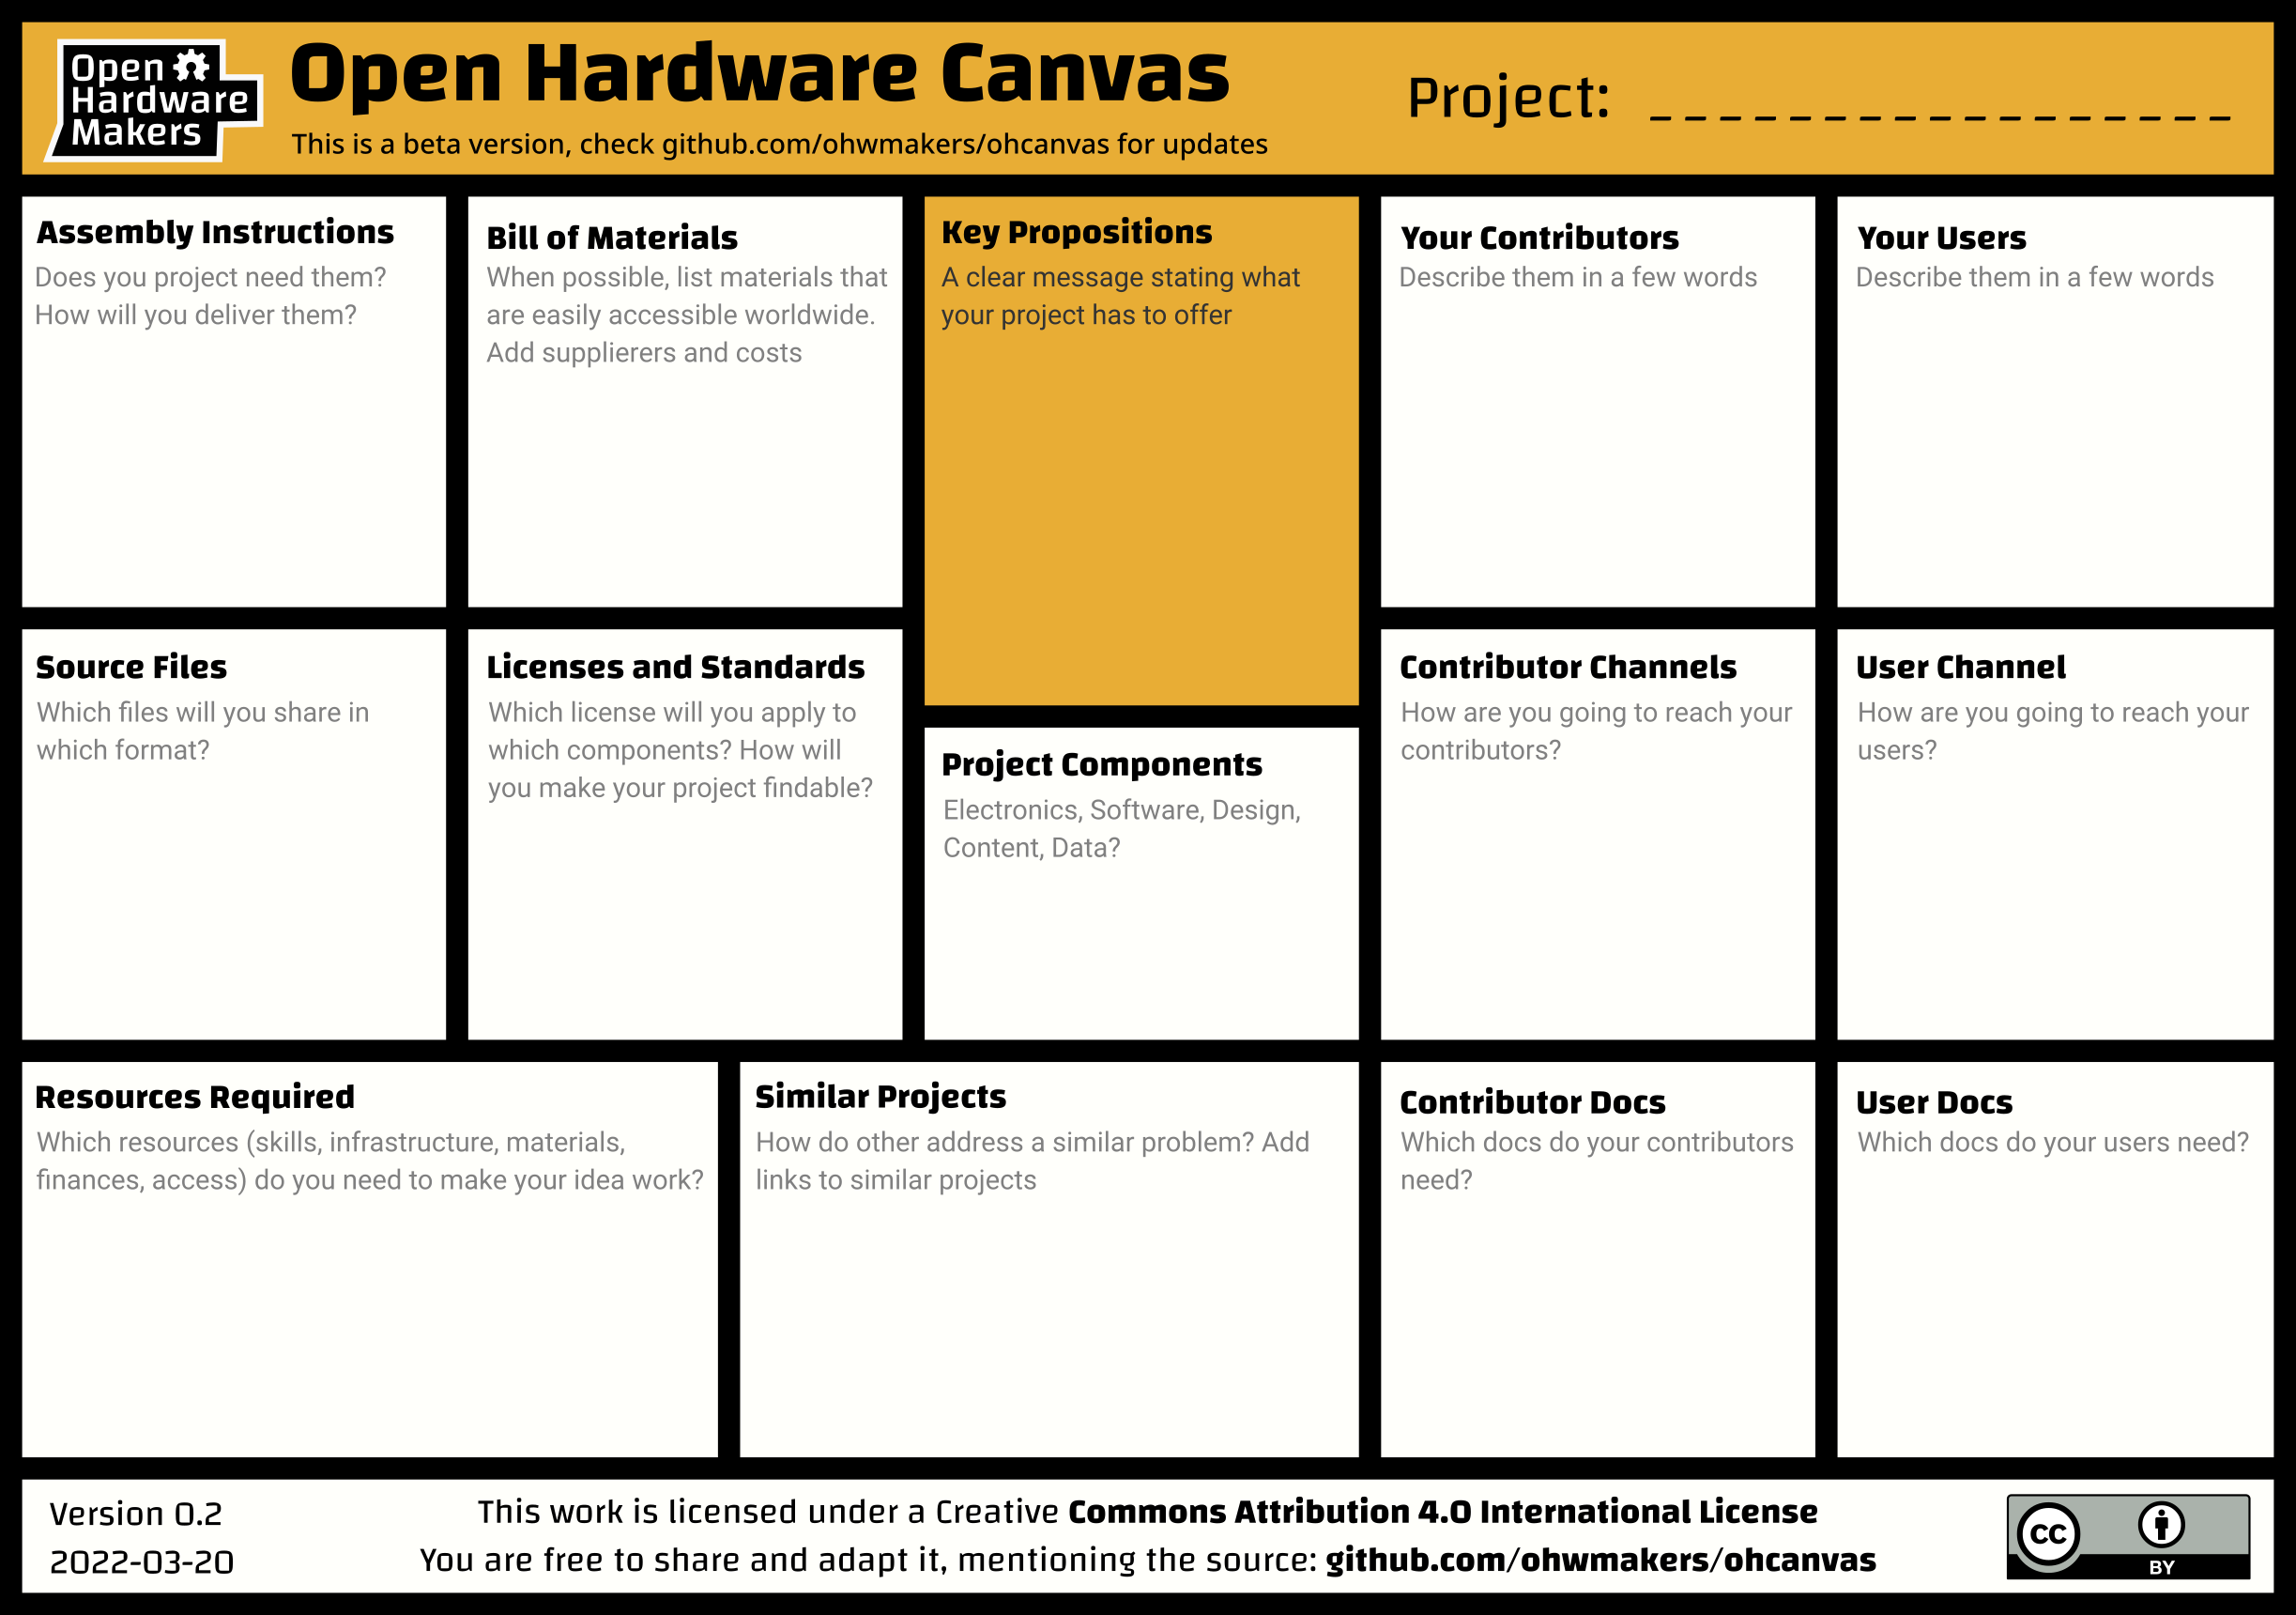 Open
Hardware
Makers
Open Hardware Canvas
This is a beta version, check github.com/ohwmakers/ohcanvas for updates
Project: _ _ _ _ _ _ _ _ _ _ _ _ _ _ _ _ _
Assembly Instructions
Does you project need them?
How will you deliver them?
Bill of Materials
When possible, list materials that
are easily accessible worldwide.
Add supplierers and costs
Key Propositions
A clear message stating what
your project has to offer
Your Contributors
Describe them in a few words
Your Users
Describe them in a few words
Source Files
Which files will you share in
which format?
Licenses and Standards
Which license will you apply to
which components? How will
you make your project findable?
Project Components
Electronics, Software, Design,
Content, Data?
Contributor Channels
How are you going to reach your
contributors?
User Channel
How are you going to reach your
users?
Resources Required
Which resources (skills, infrastructure, materials,
finances, access) do you need to make your idea work?
Similar Projects
How do other address a similar problem? Add
links to similar projects
Contributor Docs
Which docs do your contributors
need?
User Docs
Which docs do your users need?
Version 0.2
2022-03-20
This work is licensed under a Creative Commons Attribution 4.0 International License
You are free to share and adapt it, mentioning the source: github.com/ohwmakers/ohcanvas
CC
BY